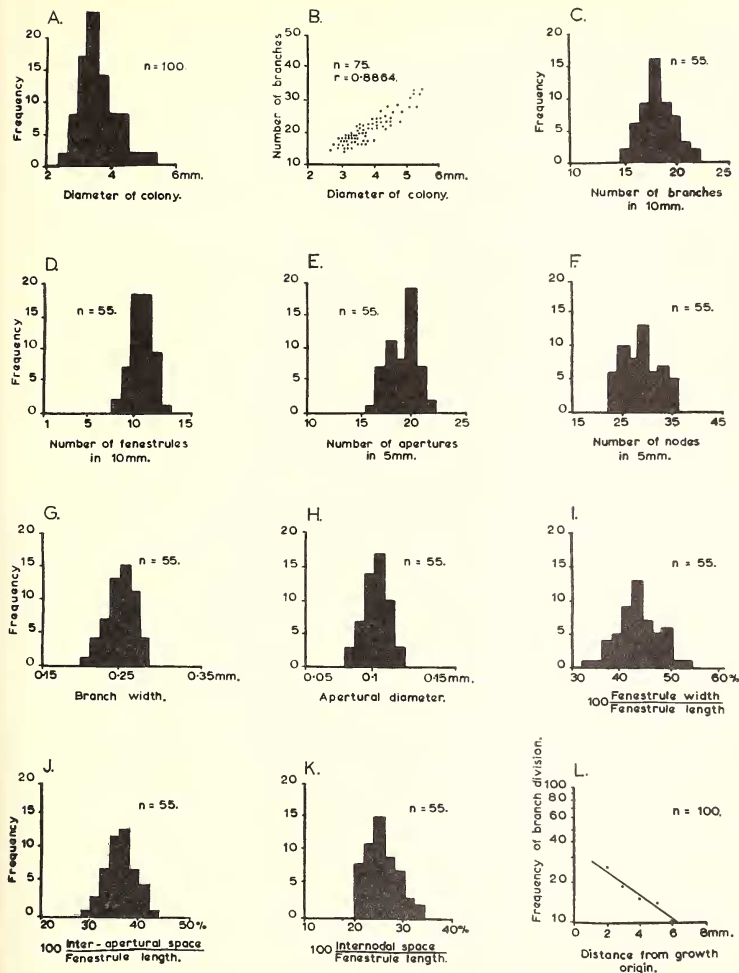 A.
20
15
10
5
0
Frequency
n = 100.
2 4 6mm.
Diameter of colony.
B.
50
40
30
20
10
Number of branches
n = 75.
r = 0·8864.
2 3 4 5 6mm.
Diameter of colony.
C.
20
15
10
5
0
Frequency
n = 55.
10 15 20 25
Number of branches
in 10mm.
D.
20
15
10
5
0
Frequency
n = 55.
1 5 10 15
Number of fenestrules
in 10mm.
E.
20
15
10
5
0
n = 55.
10 15 20 25
Number of apertures
in 5mm.
F.
20
15
10
5
0
n = 55.
15 25 35 45
Number of nodes
in 5mm.
G.
20
15
10
5
0
Frequency
n = 55.
0·15 0·25 0·35mm.
Branch width.
H.
20
15
10
5
0
n = 55.
0·05 0·1 0·15mm.
Apertural diameter.
I.
20
15
10
5
0
n = 55.
30 40 50 60%
100 Fenestrule width
Fenestrule length
J.
20
15
10
5
0
Frequency
n = 55.
20 30 40 50%
100 Inter-apertural space
Fenestrule length.
K.
20
15
10
5
0
n = 55.
10 20 30 40%
100 Internodal space
Fenestrule length.
L.
100
80
60
40
20
10
Frequency of branch division.
n = 100.
0 2 4 6 8mm.
Distance from growth
origin.